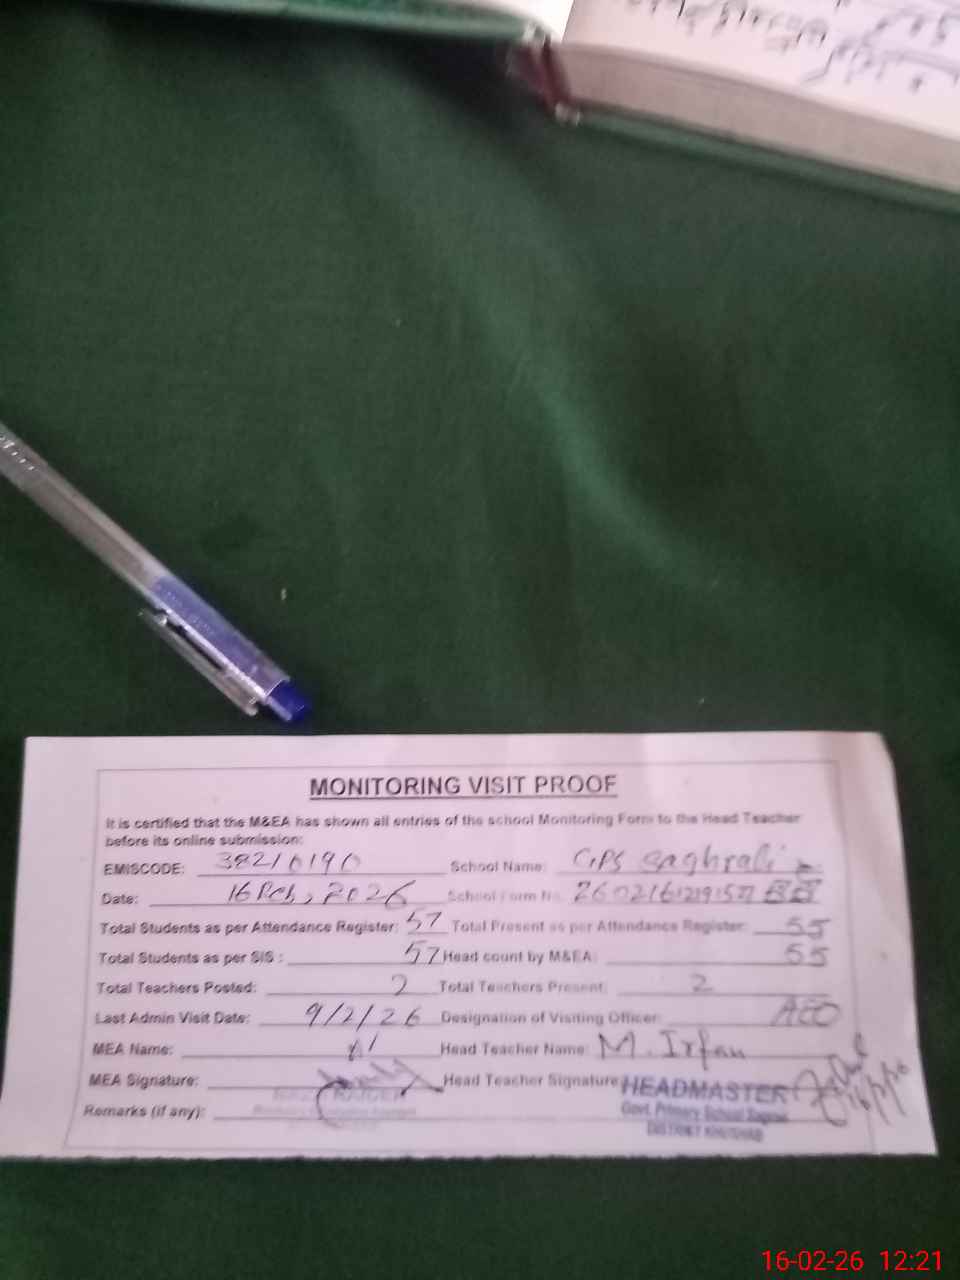 MONITORING VISIT PROOF
It is certified that the M&EA has shown all entries of the school Monitoring Form to the Head Teacher
before its online submission:
EMISCODE: 38210190 School Name: GPS Saghrali
Date: 16 Feb, 2026 School Form No.
Total Students as per Attendance Register: 57 Total Present as per Attendance Register: 55
Total Students as per SIS : 57 Head count by M&EA: 55
Total Teachers Posted: 2 Total Teachers Present: 2
Last Admin Visit Date: 9/2/26 Designation of Visiting Officer: AEO
MEA Name: Head Teacher Name: M. Irfan
MEA Signature: Head Teacher Signature
HEADMASTER
Remarks (if any): Govt. Primary School
DISTRICT KHUSHAB
16-02-26 12:21